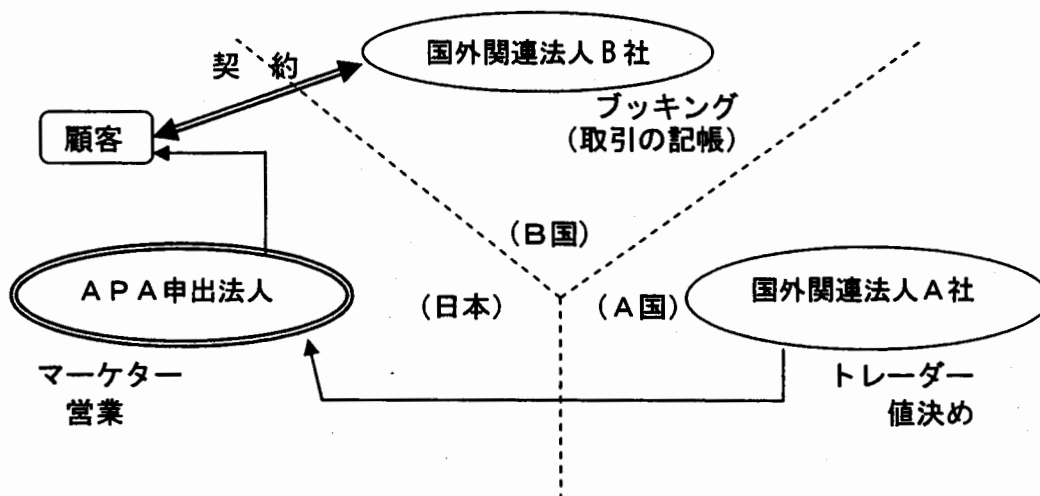 国外関連法人B社
契 約
ブッキング
(取引の記帳)
顧客
(B国)
APA申出法人
(日本)
(A国)
国外関連法人A社
マーケター
営業
トレーダー
値決め